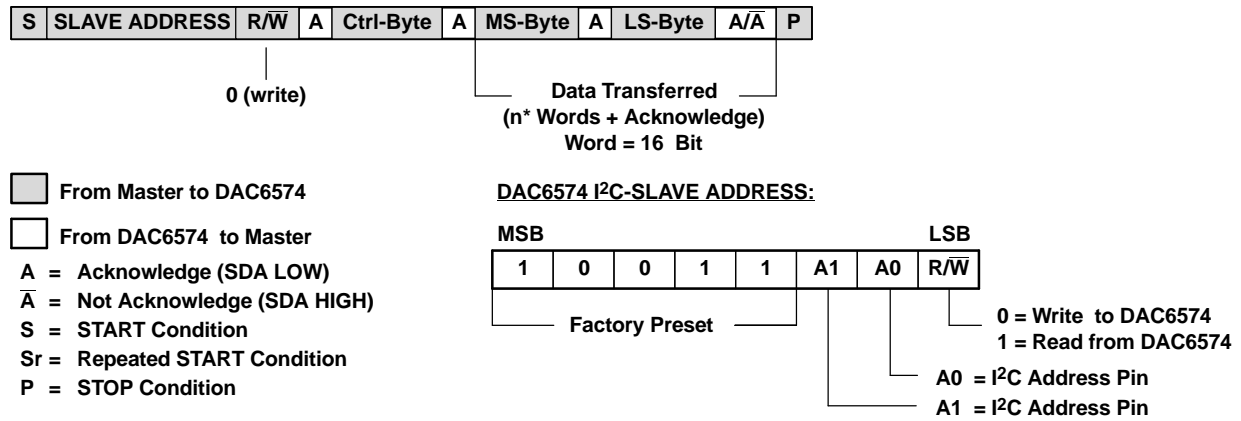 S SLAVE ADDRESS R/W̅ A Ctrl-Byte A MS-Byte A LS-Byte A/A̅ P
0 (write)
Data Transferred
(n* Words + Acknowledge)
Word = 16 Bit
From Master to DAC6574
From DAC6574 to Master
A = Acknowledge (SDA LOW)
A̅ = Not Acknowledge (SDA HIGH)
S = START Condition
Sr = Repeated START Condition
P = STOP Condition
DAC6574 I²C-SLAVE ADDRESS:
MSB LSB
1 0 0 1 1 A1 A0 R/W̅
Factory Preset
0 = Write to DAC6574
1 = Read from DAC6574
A0 = I²C Address Pin
A1 = I²C Address Pin